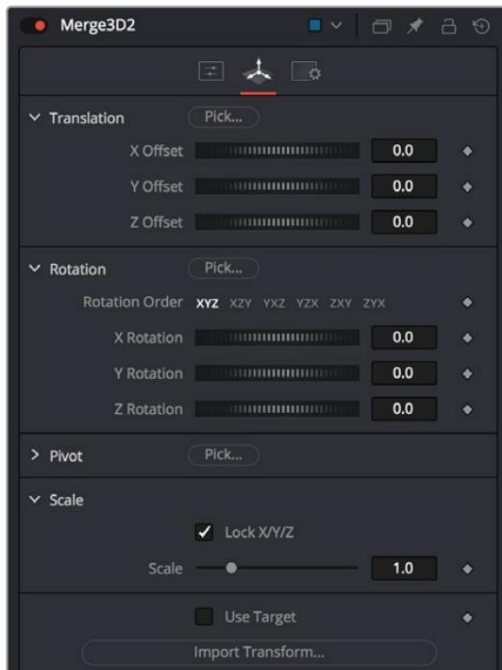 Merge3D2
Translation Pick...
X Offset 0.0
Y Offset 0.0
Z Offset 0.0
Rotation Pick...
Rotation Order XYZ XZY YXZ YZX ZXY ZYX
X Rotation 0.0
Y Rotation 0.0
Z Rotation 0.0
Pivot Pick...
Scale
Lock X/Y/Z
Scale 1.0
Use Target
Import Transform...